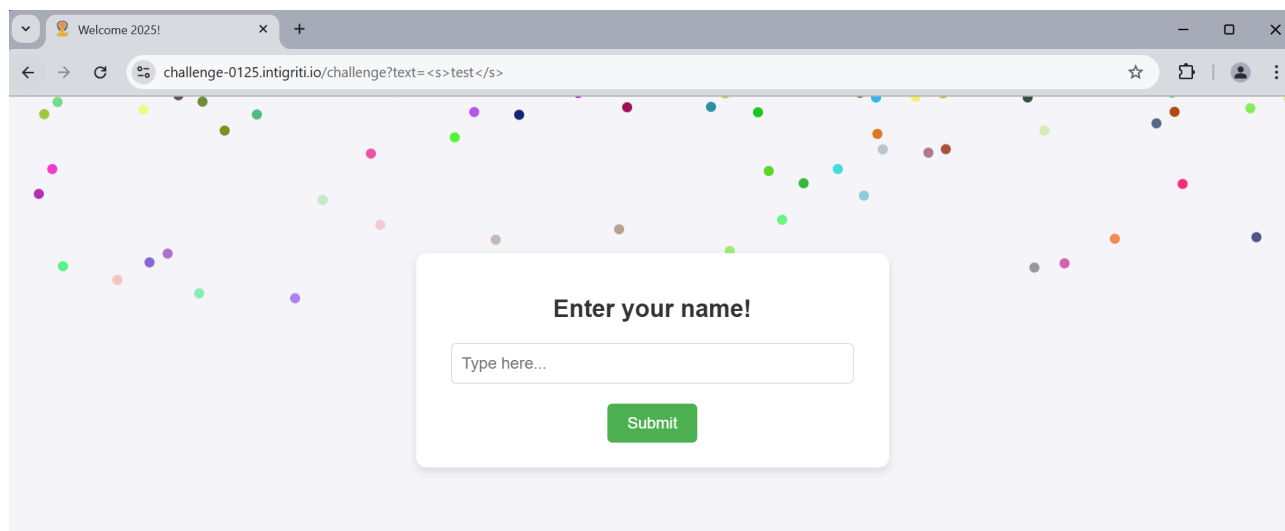 Welcome 2025!
challenge-0125.intigriti.io/challenge?text=<s>test</s>
Enter your name!
Type here...
Submit